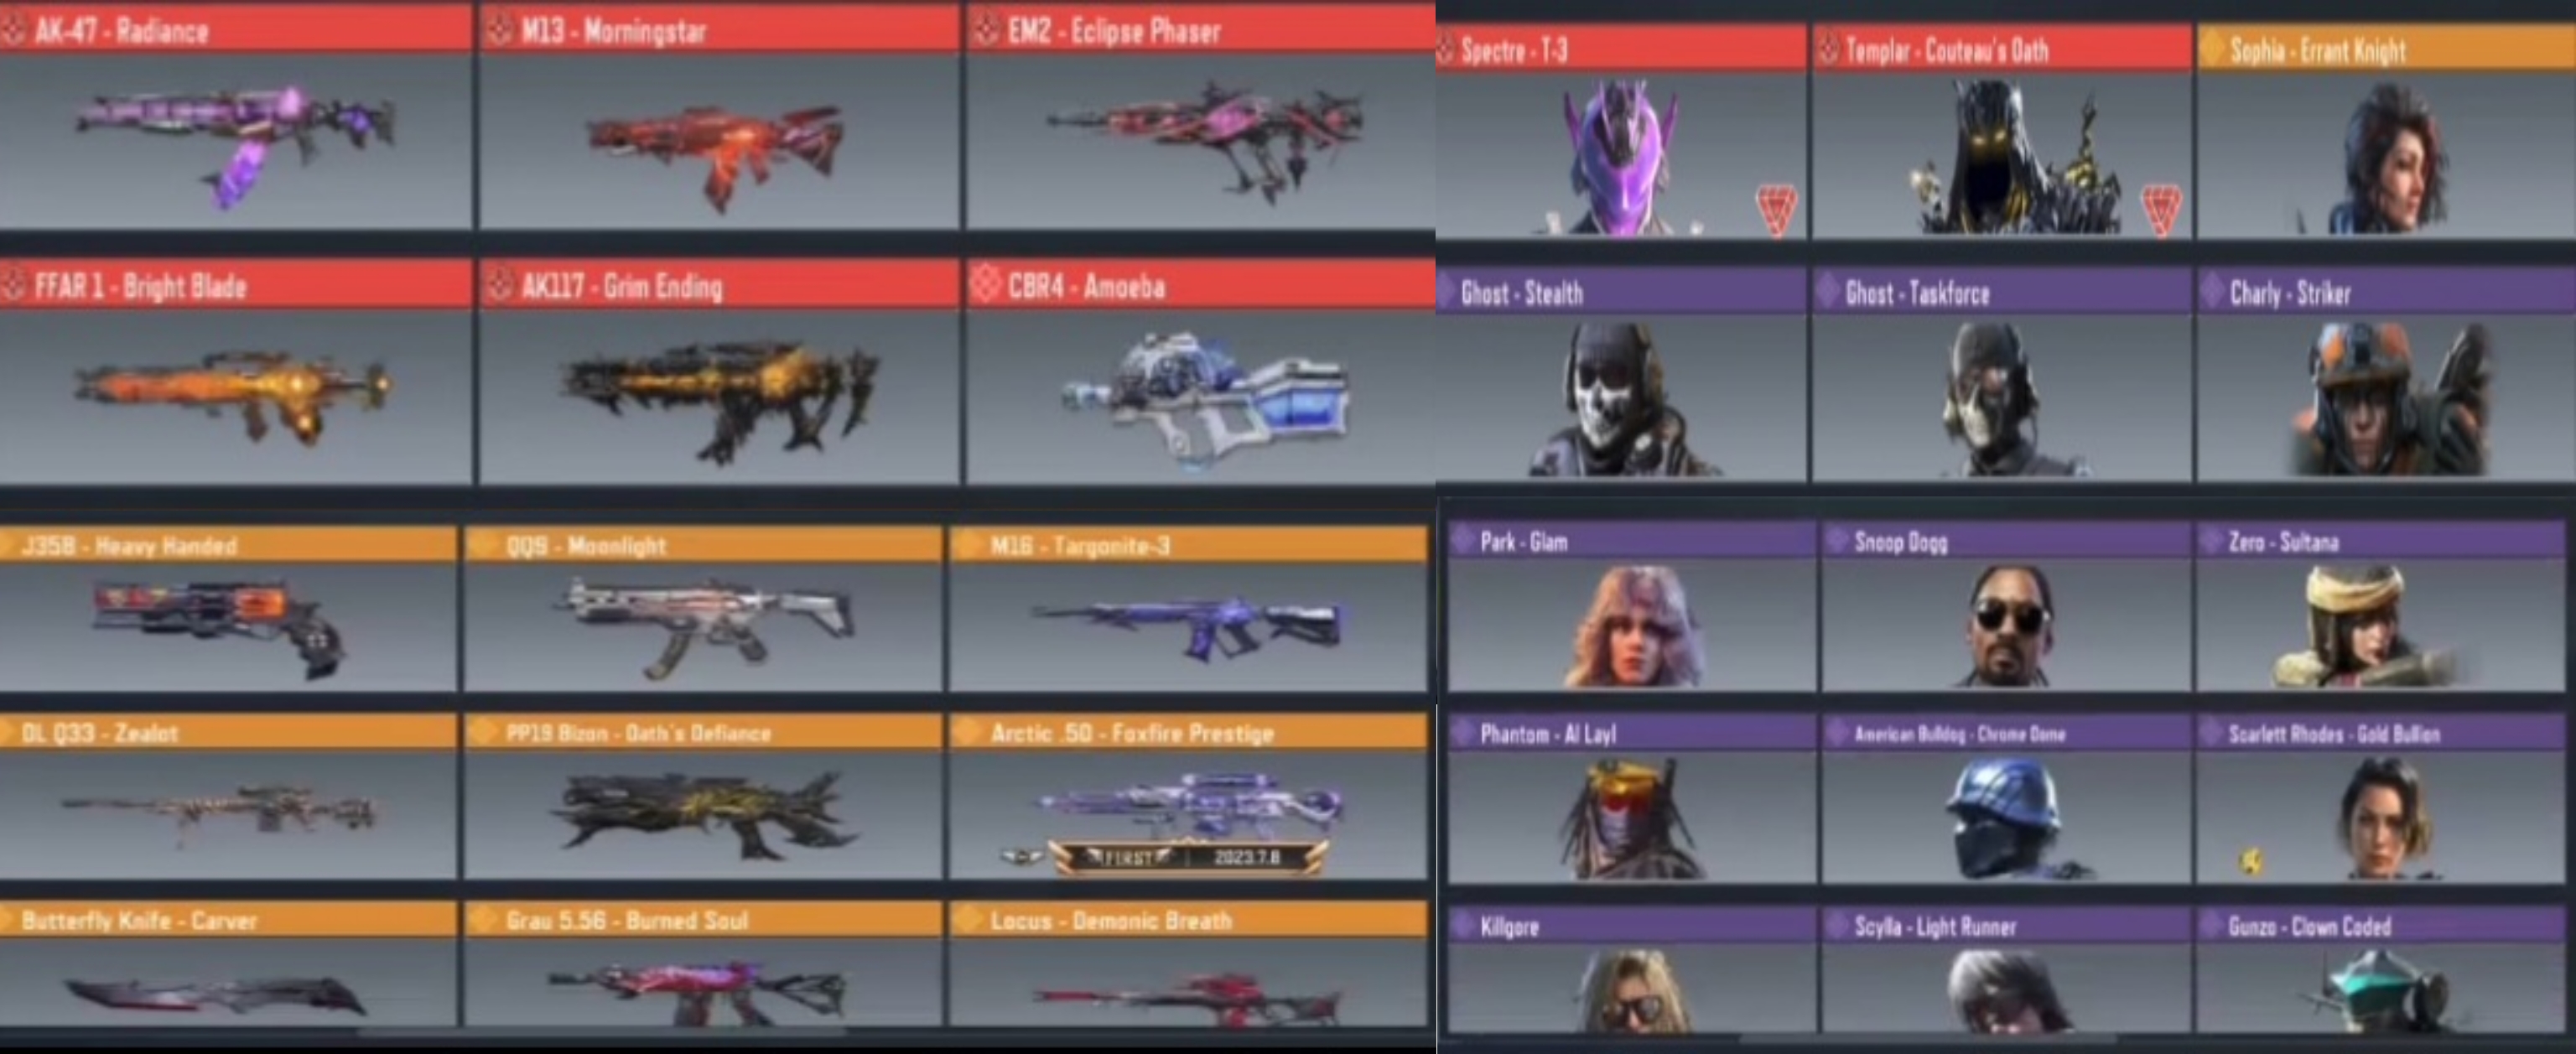 AK-47 - Radiance
M13 - Morningstar
EM2 - Eclipse Phaser
FFAR 1 - Bright Blade
AK117 - Grim Ending
CBR4 - Amoeba
Spectre - T-3
Templar - Couteau's Oath
Sophia - Errant Knight
Ghost - Stealth
Ghost - Taskforce
Charly - Striker
J358 - Heavy Handed
QQ9 - Moonlight
M16 - Targonite-3
DL Q33 - Zealot
PP19 Bizon - Oath's Defiance
Arctic .50 - Foxfire Prestige
FIRST 2023.7.8
Butterfly Knife - Carver
Grau 5.56 - Burned Soul
Locus - Demonic Breath
Park - Glam
Snoop Dogg
Zero - Sultana
Phantom - Al Layl
American Bulldog - Chrome Dome
Scarlett Rhodes - Gold Bullion
Killgore
Scylla - Light Runner
Gunzo - Clown Coded